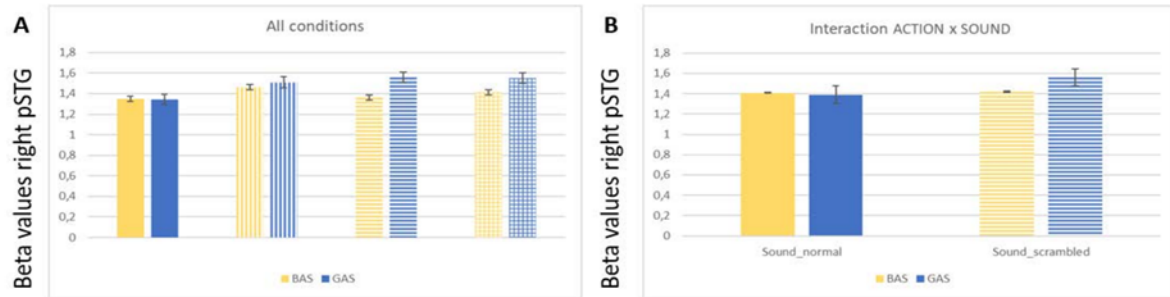 A
All conditions
Beta values right pSTG
1,8
1,6
1,4
1,2
1
0,8
0,6
0,4
0,2
0
BAS GAS
B
Interaction ACTION x SOUND
Beta values right pSTG
1,8
1,6
1,4
1,2
1
0,8
0,6
0,4
0,2
0
Sound_normal Sound_scrambled
BAS GAS